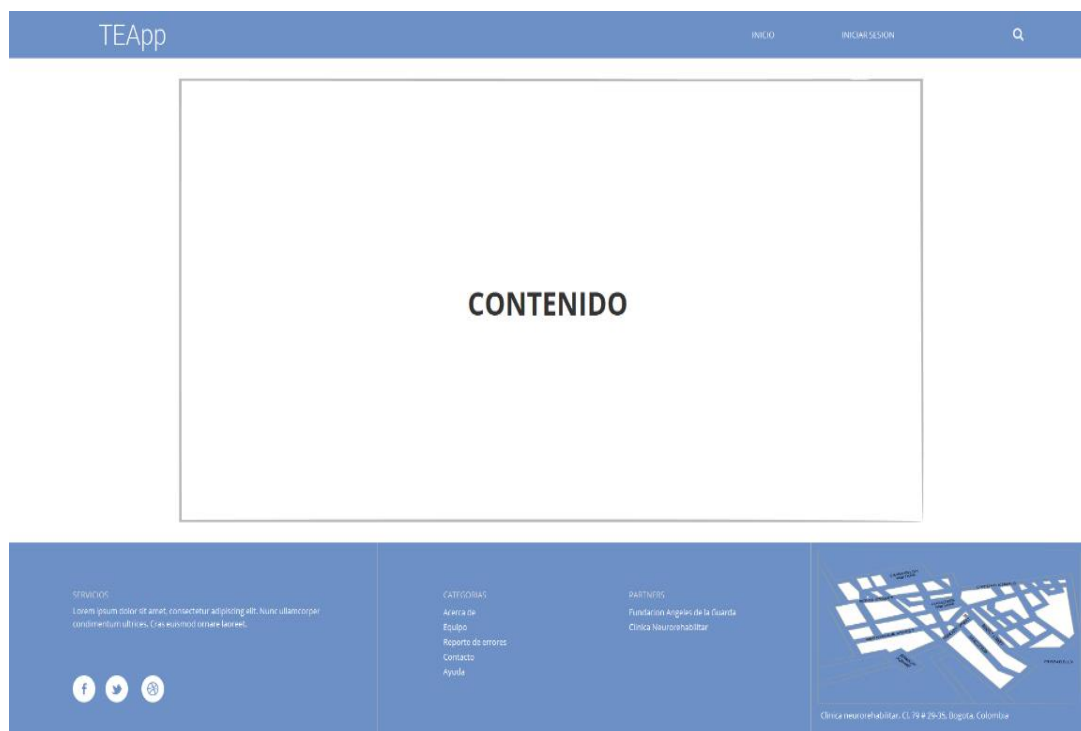 TEApp
INICIO
INICIAR SESION
CONTENIDO
SERVICIOS
Lorem ipsum dolor sit amet, consectetur adipiscing elit. Nunc ullamcorper
condimentum ultrices. Cras euismod ornare laoreet.
CATEGORIAS
Acerca de
Equipo
Reporte de errores
Contacto
Ayuda
PARTNERS
Fundacion Angeles de la Guarda
Clinica Neurorehabilitar
Clinica neurorehabilitar, Cl. 79 # 29-35, Bogota, Colombia